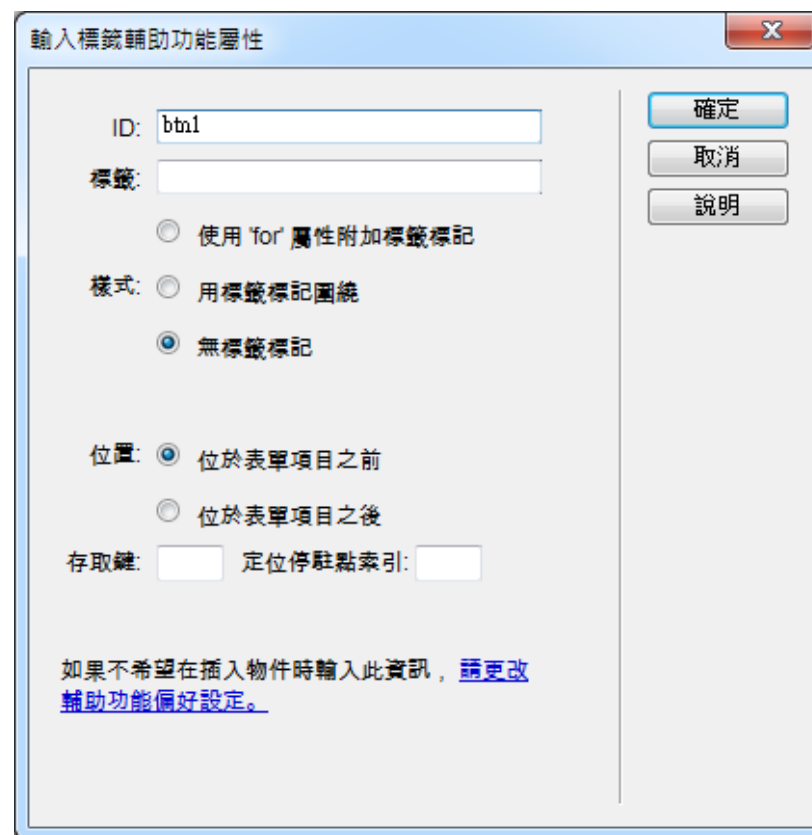 輸入標籤輔助功能屬性
ID: btn1
標籤:
使用 'for' 屬性附加標籤標記
樣式: 用標籤標記圍繞
無標籤標記
位置: 位於表單項目之前
位於表單項目之後
存取鍵: 定位停駐點索引:
如果不希望在插入物件時輸入此資訊，請更改
輔助功能偏好設定。
確定
取消
說明